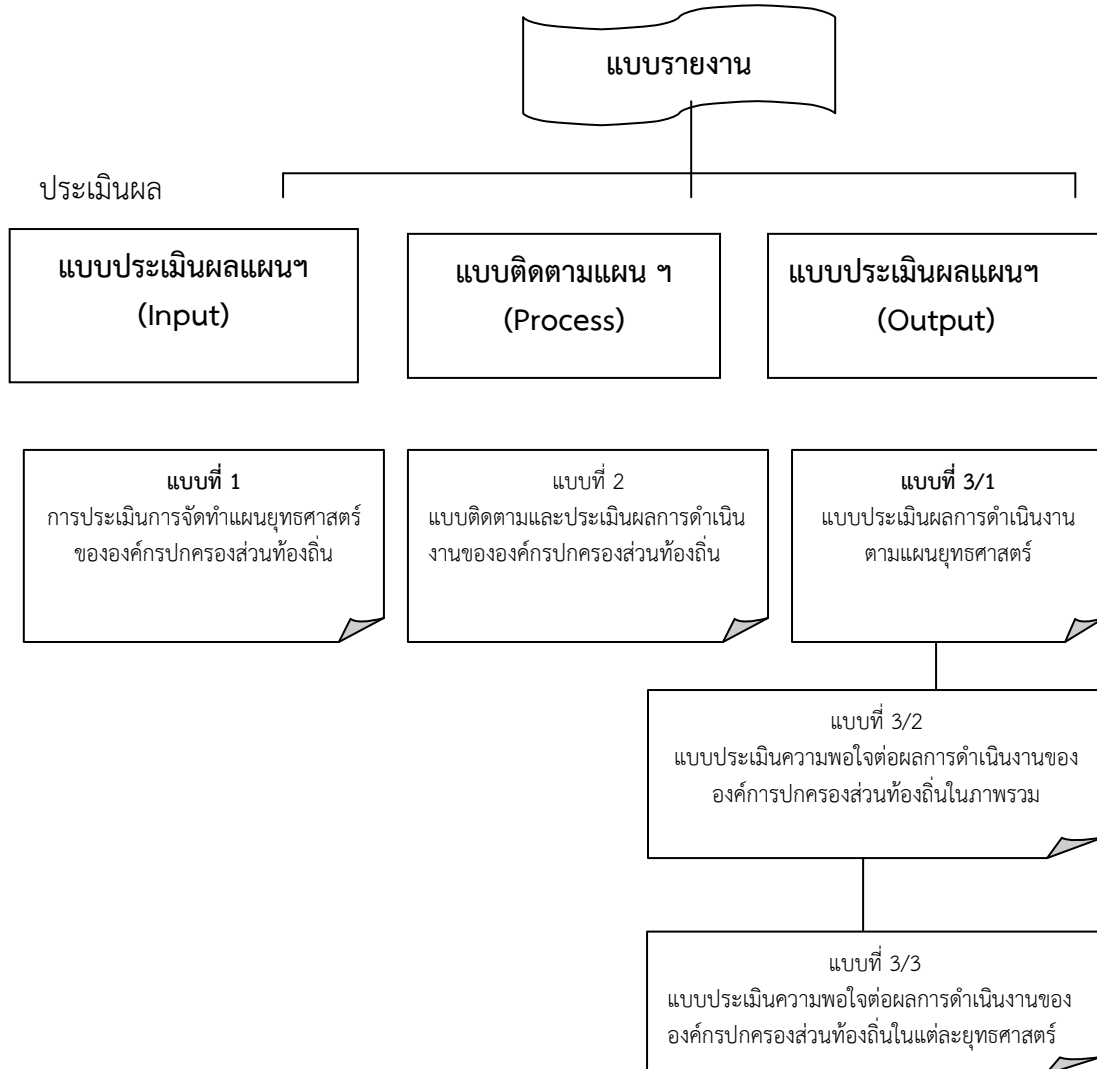 แบบรายงาน
ประเมินผล
แบบประเมินผลแผนฯ
(Input)
แบบติดตามแผน ฯ
(Process)
แบบประเมินผลแผนฯ
(Output)
แบบที่ 1
การประเมินการจัดทำแผนยุทธศาสตร์
ขององค์กรปกครองส่วนท้องถิ่น
แบบที่ 2
แบบติดตามและประเมินผลการดำเนิน
งานขององค์กรปกครองส่วนท้องถิ่น
แบบที่ 3/1
แบบประเมินผลการดำเนินงาน
ตามแผนยุทธศาสตร์
แบบที่ 3/2
แบบประเมินความพอใจต่อผลการดำเนินงานของ
องค์การปกครองส่วนท้องถิ่นในภาพรวม
แบบที่ 3/3
แบบประเมินความพอใจต่อผลการดำเนินงานของ
องค์กรปกครองส่วนท้องถิ่นในแต่ละยุทธศาสตร์